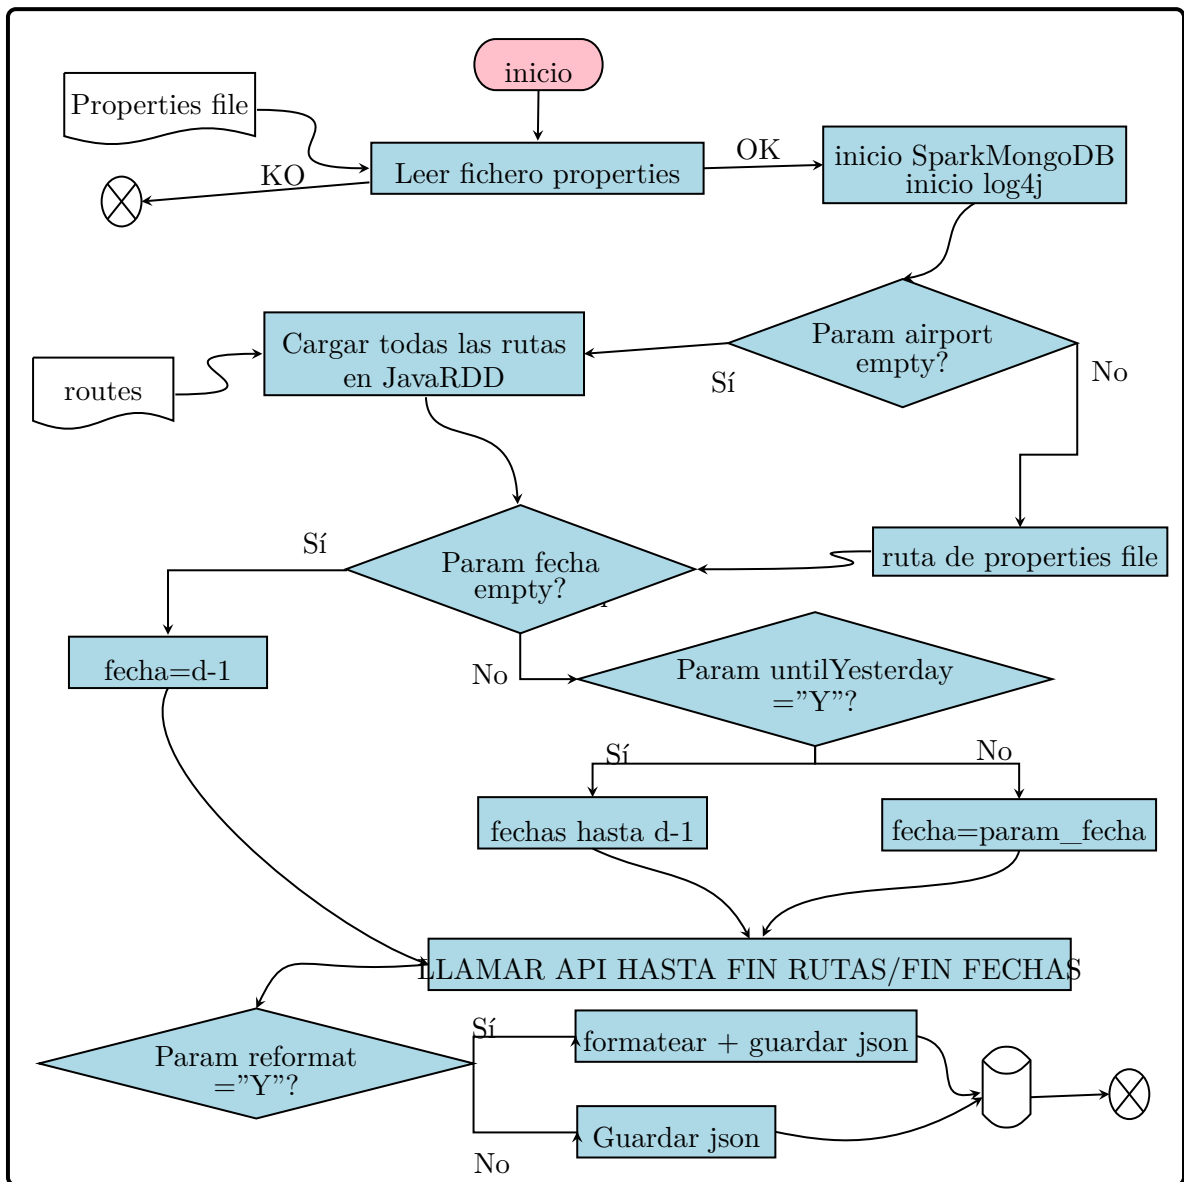 inicio
Properties file
Leer fichero properties
OK
inicio SparkMongoDB
inicio log4j
KO
Param airport
empty?
Cargar todas las rutas
en JavaRDD
routes
Sí
No
Sí
Param fecha
empty?
ruta de properties file
fecha=d-1
No
Param untilYesterday
="Y"?
Sí
No
fechas hasta d-1
fecha=param_fecha
LLAMAR API HASTA FIN RUTAS/FIN FECHAS
Sí
formatear + guardar json
Param reformat
="Y"?
Guardar json
No